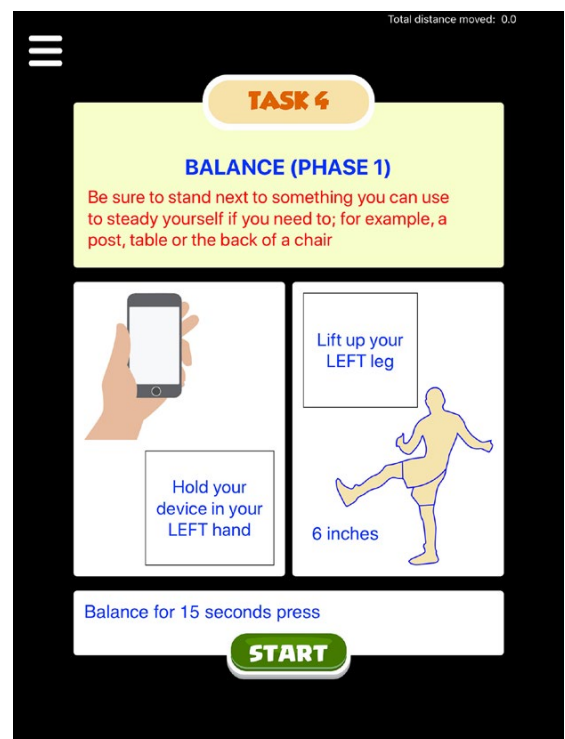 Total distance moved: 0.0
TASK 4
BALANCE (PHASE 1)
Be sure to stand next to something you can use
to steady yourself if you need to; for example, a
post, table or the back of a chair
Hold your
device in your
LEFT hand
Lift up your
LEFT leg
6 inches
Balance for 15 seconds press
START